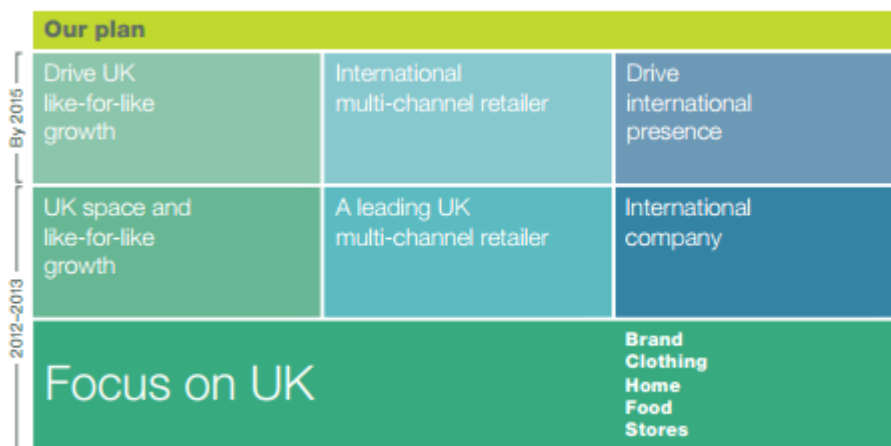 Our plan
By 2015
Drive UK
like-for-like
growth
International
multi-channel retailer
Drive
international
presence
2012–2013
UK space and
like-for-like
growth
A leading UK
multi-channel retailer
International
company
Focus on UK
Brand
Clothing
Home
Food
Stores